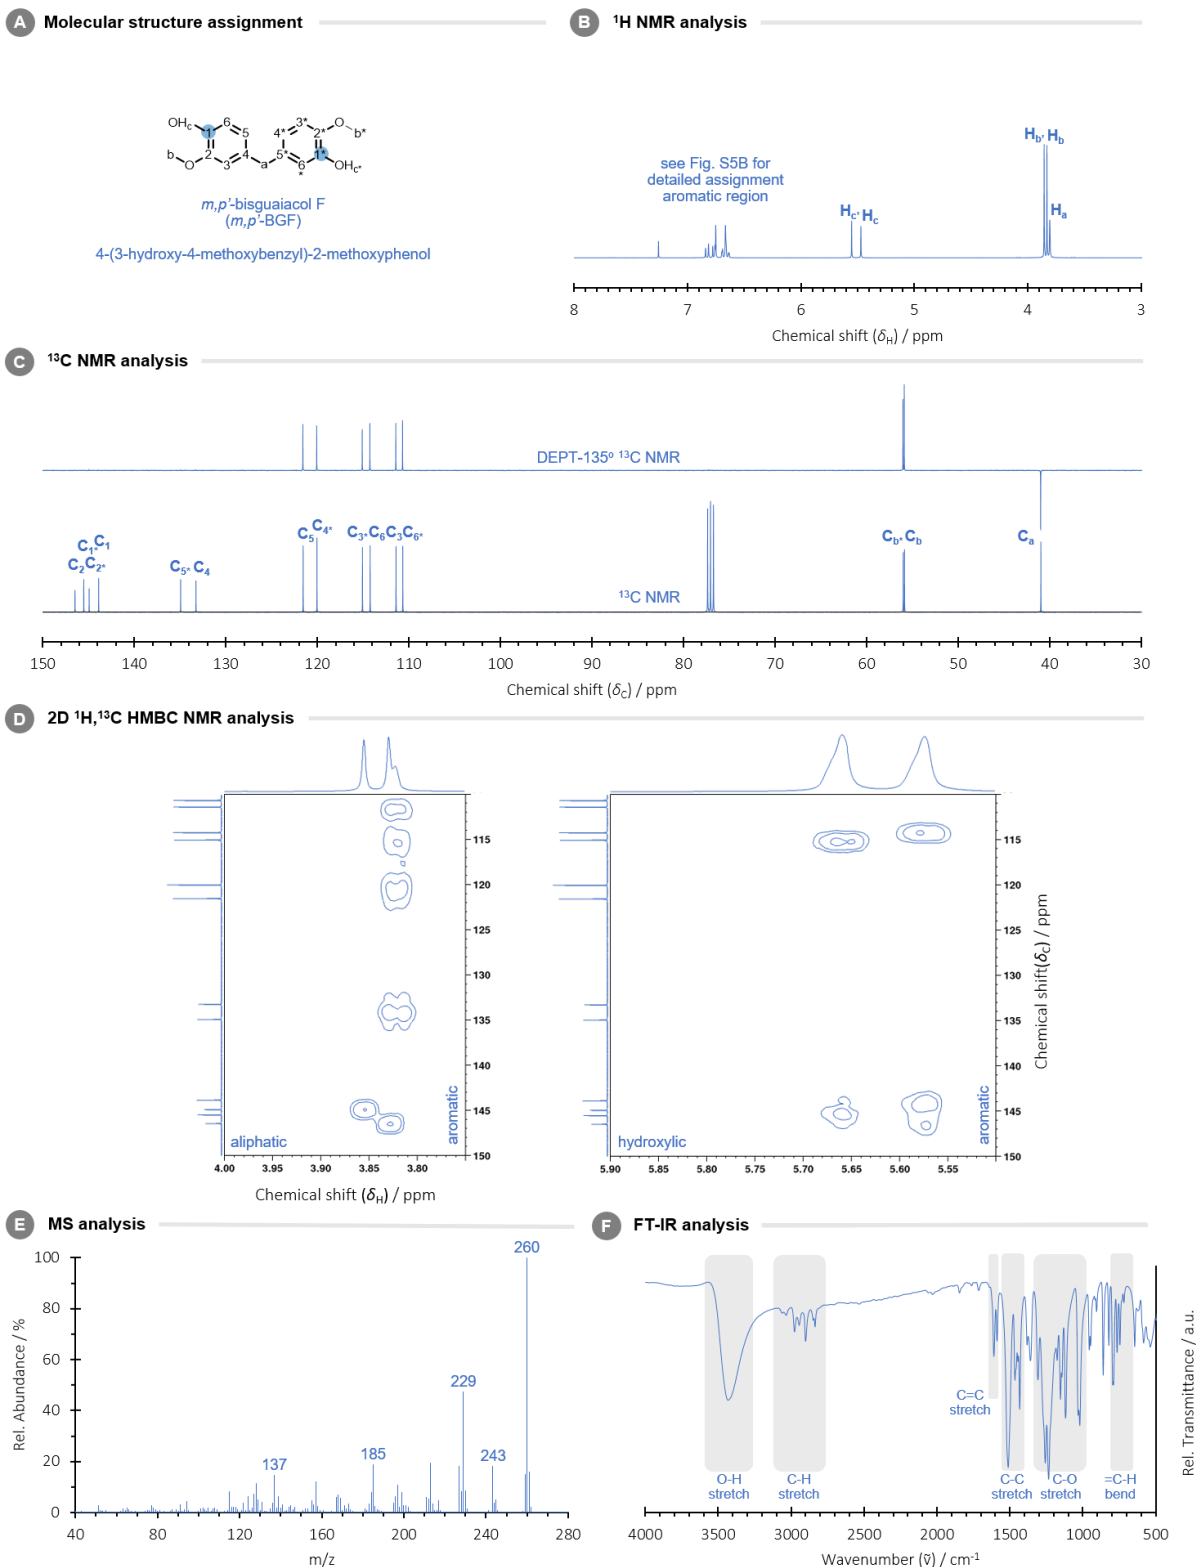 A Molecular structure assignment
OHc 6 1 5 2 4 3 a b O
3* 4* 2* O b* 5* 1* 6 * OHc*
m,p'-bisguaiacol F
(m,p'-BGF)
4-(3-hydroxy-4-methoxybenzyl)-2-methoxyphenol
B ¹H NMR analysis
see Fig. S5B for
detailed assignment
aromatic region
Hc' Hc
Hb' Hb
Ha
8 7 6 5 4 3
Chemical shift (δH) / ppm
C ¹³C NMR analysis
DEPT-135º ¹³C NMR
C1* C1
C2 C2*
C5* C4
C5 C4*
C3* C6 C3 C6*
Cb* Cb
Ca
¹³C NMR
150 140 130 120 110 100 90 80 70 60 50 40 30
Chemical shift (δC) / ppm
D 2D ¹H,¹³C HMBC NMR analysis
115
120
125
130
135
140
145
150
aliphatic
aromatic
4.00 3.95 3.90 3.85 3.80
Chemical shift (δH) / ppm
115
120
125
130
135
140
145
150
hydroxylic
aromatic
5.90 5.85 5.80 5.75 5.70 5.65 5.60 5.55
Chemical shift(δC) / ppm
E MS analysis
100
80
60
40
20
0
Rel. Abundance / %
260
229
185
243
137
40 80 120 160 200 240 280
m/z
F FT-IR analysis
C=C
stretch
O-H
stretch
C-H
stretch
C-C
stretch
C-O
stretch
=C-H
bend
4000 3500 3000 2500 2000 1500 1000 500
Wavenumber (ṽ) / cm⁻¹
Rel. Transmittance / a.u.